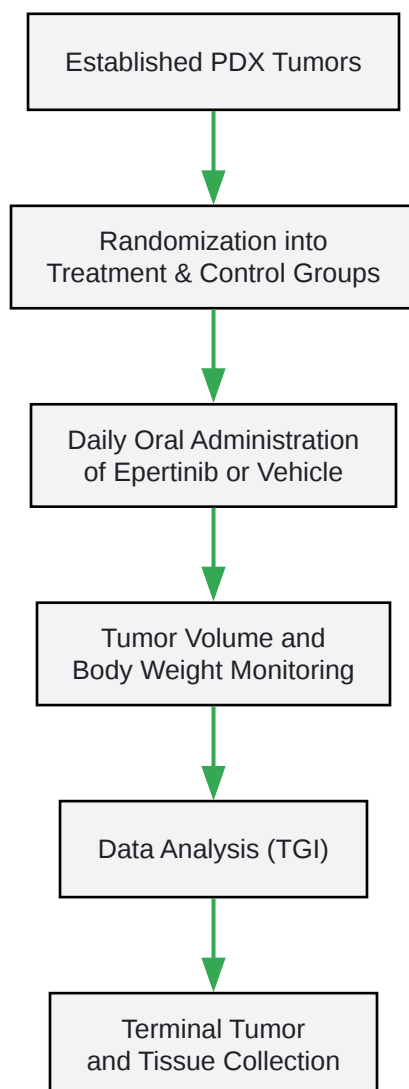 Established PDX Tumors
Randomization into
Treatment & Control Groups
Daily Oral Administration
of Epertinib or Vehicle
Tumor Volume and
Body Weight Monitoring
Data Analysis (TGI)
Terminal Tumor
and Tissue Collection